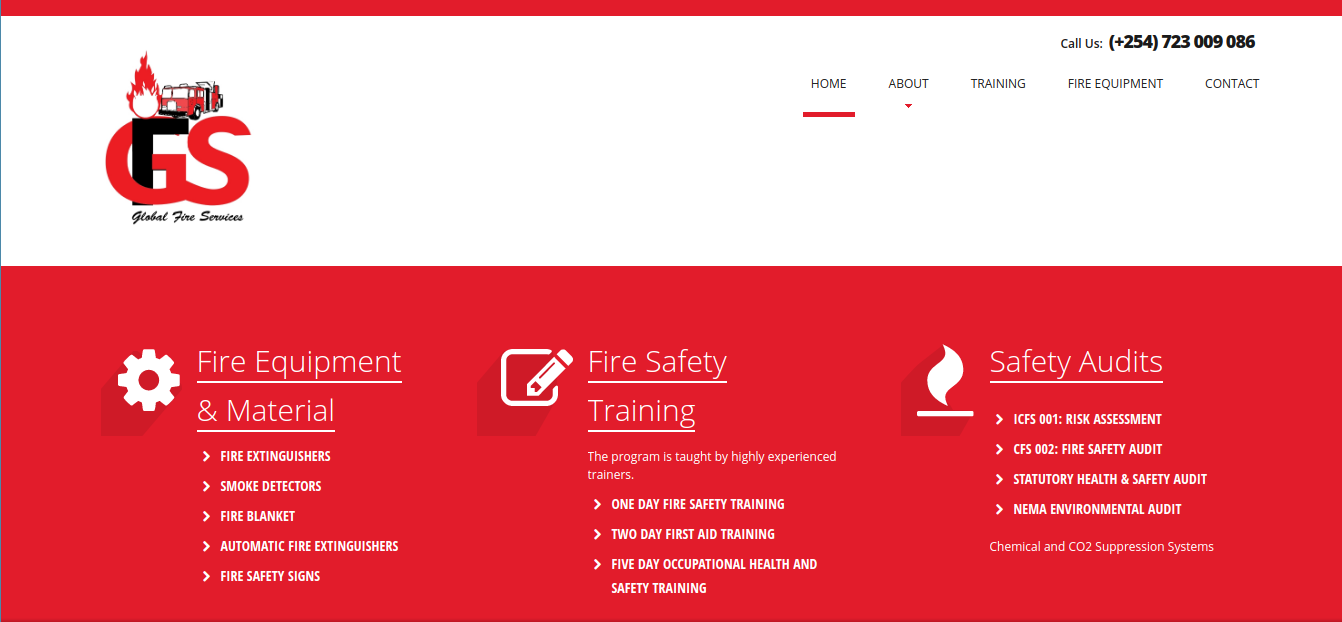 Call Us: (+254) 723 009 086
HOME ABOUT TRAINING FIRE EQUIPMENT CONTACT
GFS
Global Fire Services
Fire Equipment
& Material
FIRE EXTINGUISHERS
SMOKE DETECTORS
FIRE BLANKET
AUTOMATIC FIRE EXTINGUISHERS
FIRE SAFETY SIGNS
Fire Safety
Training
The program is taught by highly experienced
trainers.
ONE DAY FIRE SAFETY TRAINING
TWO DAY FIRST AID TRAINING
FIVE DAY OCCUPATIONAL HEALTH AND
SAFETY TRAINING
Safety Audits
ICFS 001: RISK ASSESSMENT
CFS 002: FIRE SAFETY AUDIT
STATUTORY HEALTH & SAFETY AUDIT
NEMA ENVIRONMENTAL AUDIT
Chemical and CO2 Suppression Systems